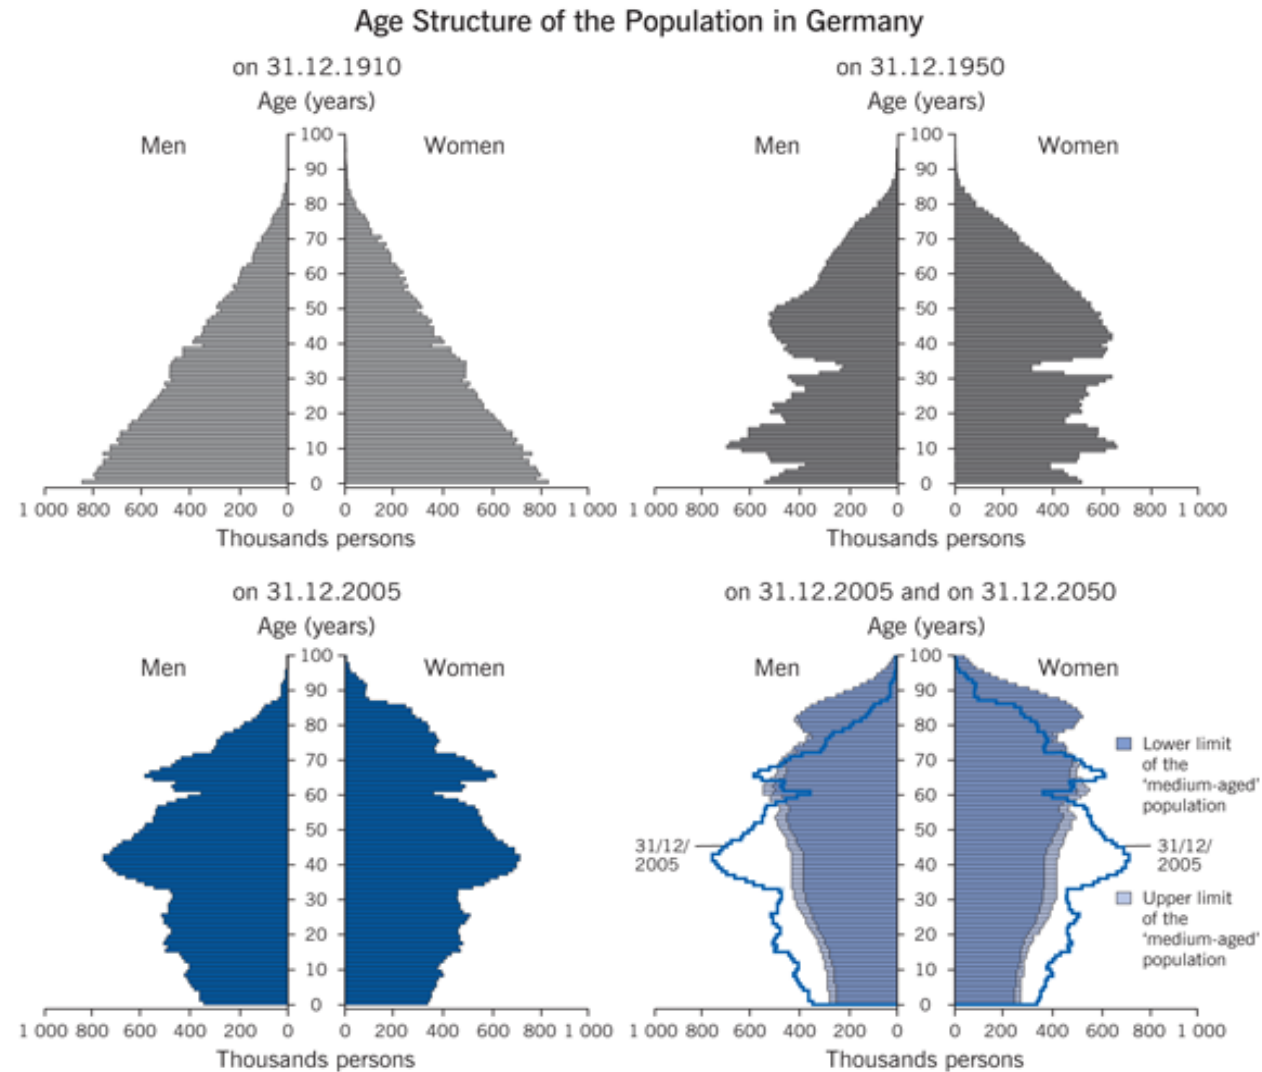 Age Structure of the Population in Germany
on 31.12.1910
Age (years)
Men
Women
100
90
80
70
60
50
40
30
20
10
0
1 000 800 600 400 200 0
0 200 400 600 800 1 000
Thousands persons
on 31.12.1950
Age (years)
Men
Women
100
90
80
70
60
50
40
30
20
10
0
1 000 800 600 400 200 0
0 200 400 600 800 1 000
Thousands persons
on 31.12.2005
Age (years)
Men
Women
100
90
80
70
60
50
40
30
20
10
0
1 000 800 600 400 200 0
0 200 400 600 800 1 000
Thousands persons
on 31.12.2005 and on 31.12.2050
Age (years)
Men
Women
100
90
80
70
60
50
40
30
20
10
0
31/12/
2005
31/12/
2005
Lower limit
of the
‘medium-aged’
population
Upper limit
of the
‘medium-aged’
population
1 000 800 600 400 200 0
0 200 400 600 800 1 000
Thousands persons